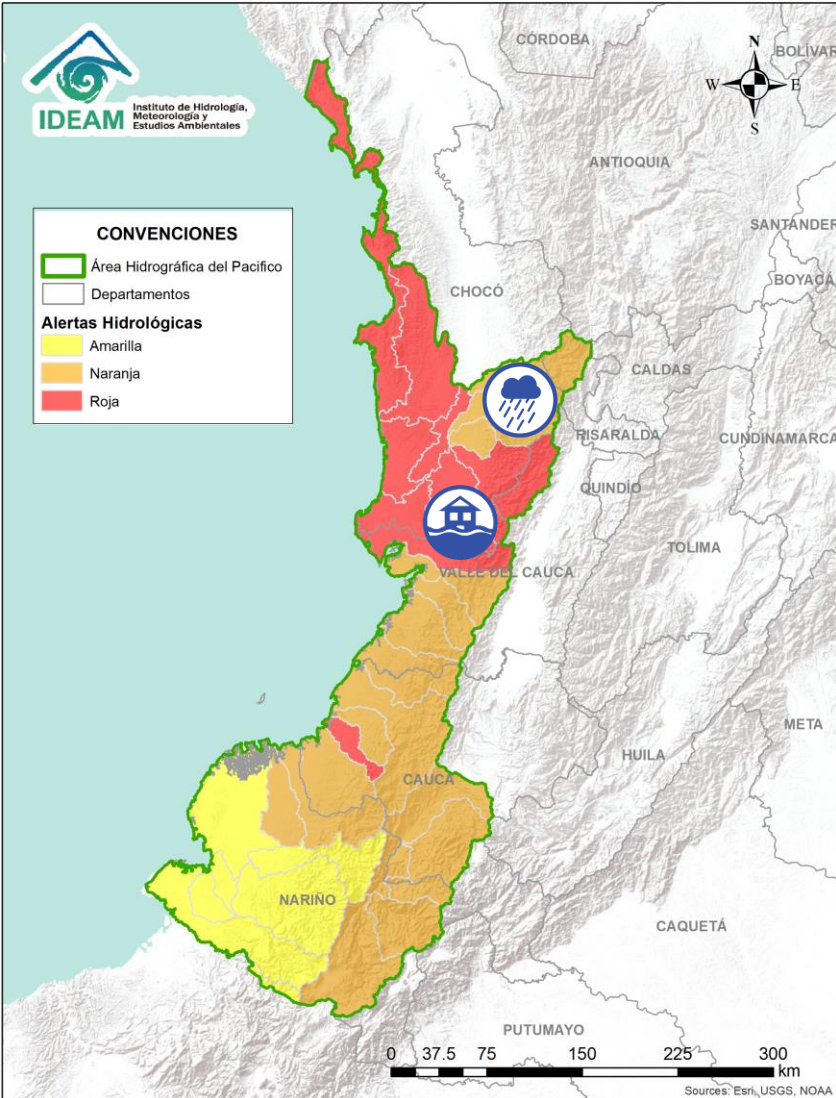 IDEAM
Instituto de Hidrología,
Meteorología y
Estudios Ambientales
CÓRDOBA
BOLÍVAR
N
W
E
S
ANTIOQUIA
SANTANDER
BOYACÁ
CONVENCIONES
Área Hidrográfica del Pacifico
Departamentos
Alertas Hidrológicas
Amarilla
Naranja
Roja
CHOCÓ
CALDAS
RISARALDA
CUNDINAMARCA
QUINDÍO
TOLIMA
VALLE DEL CAUCA
META
HUILA
CAUCA
NARIÑO
CAQUETÁ
PUTUMAYO
0 37.5 75 150 225 300
km
Sources: Esri, USGS, NOAA